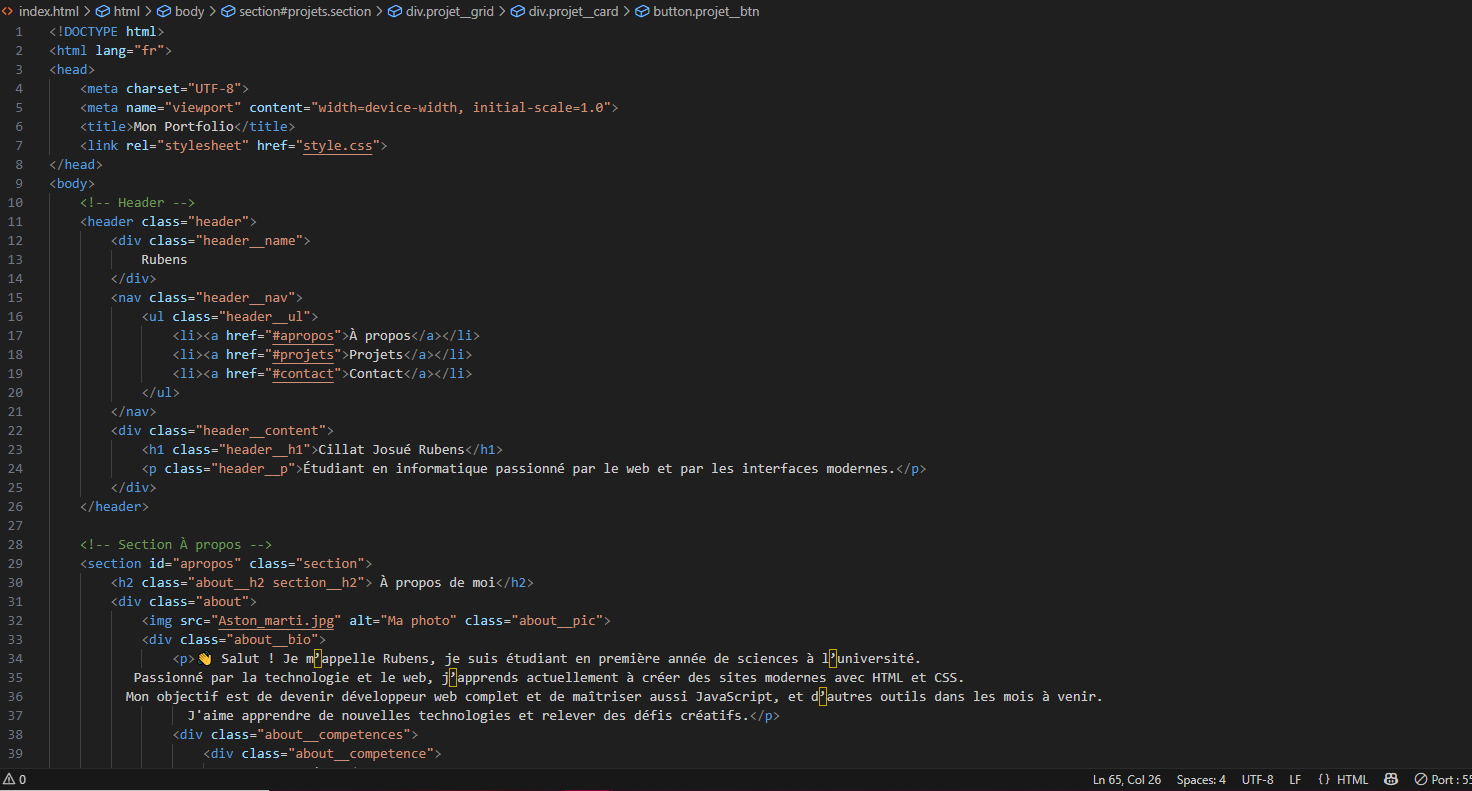 index.html > html > body > section#projets.section > div.projet__grid > div.projet__card > button.projet__btn
1 <!DOCTYPE html>
2 <html lang="fr">
3 <head>
4     <meta charset="UTF-8">
5     <meta name="viewport" content="width=device-width, initial-scale=1.0">
6     <title>Mon Portfolio</title>
7     <link rel="stylesheet" href="style.css">
8 </head>
9 <body>
10     <!-- Header -->
11     <header class="header">
12         <div class="header__name">
13             Rubens
14         </div>
15         <nav class="header__nav">
16             <ul class="header__ul">
17                 <li><a href="#apropos">À propos</a></li>
18                 <li><a href="#projets">Projets</a></li>
19                 <li><a href="#contact">Contact</a></li>
20             </ul>
21         </nav>
22         <div class="header__content">
23             <h1 class="header__h1">Cillat Josué Rubens</h1>
24             <p class="header__p">Étudiant en informatique passionné par le web et par les interfaces modernes.</p>
25         </div>
26     </header>
27
28     <!-- Section À propos -->
29     <section id="apropos" class="section">
30         <h2 class="about__h2 section__h2"> À propos de moi</h2>
31         <div class="about">
32             <img src="Aston_marti.jpg" alt="Ma photo" class="about__pic">
33             <div class="about__bio">
34                 <p>👋 Salut ! Je m’appelle Rubens, je suis étudiant en première année de sciences à l’université.
35            Passionné par la technologie et le web, j’apprends actuellement à créer des sites modernes avec HTML et CSS.
36           Mon objectif est de devenir développeur web complet et de maîtriser aussi JavaScript, et d’autres outils dans les mois à venir.
37                   J'aime apprendre de nouvelles technologies et relever des défis créatifs.</p>
38                 <div class="about__competences">
39                     <div class="about__competence">
0 Ln 65, Col 26 Spaces: 4 UTF-8 LF {} HTML Port : 55